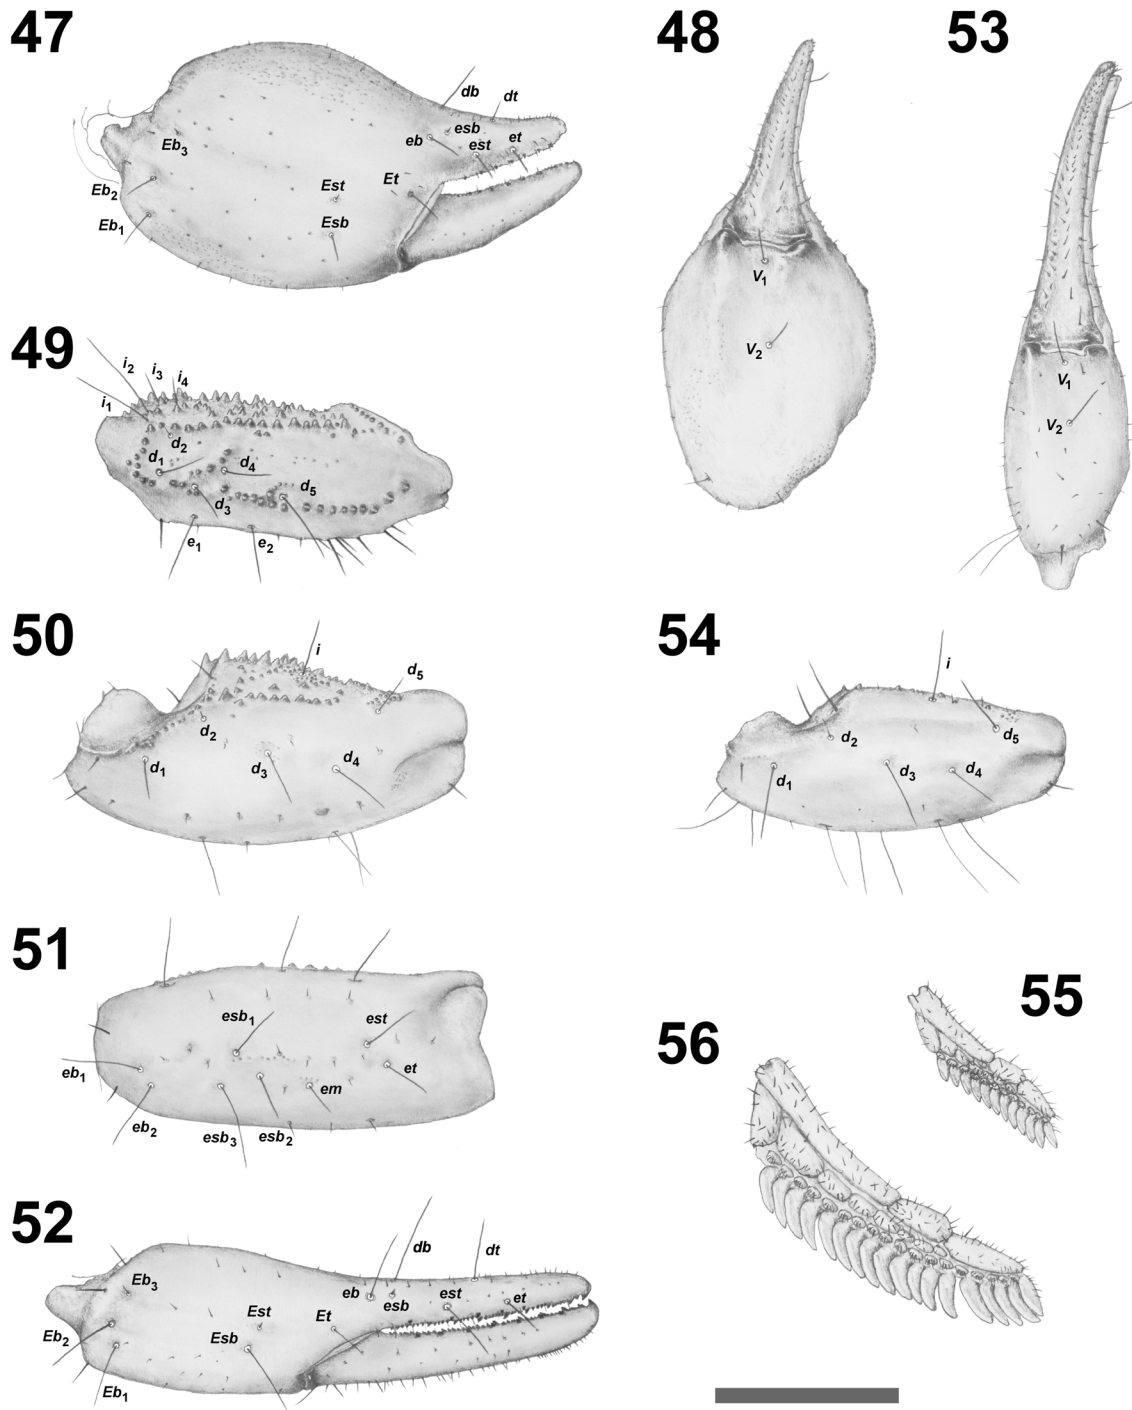 47
db
dt
eb
esb
est
et
Eb3
Eb2
Eb1
Est
Et
Esb
48
V1
V2
53
V1
V2
49
i1
i2
i3
i4
d1
d2
d3
d4
d5
e1
e2
50
i
d1
d2
d3
d4
d5
54
i
d1
d2
d3
d4
d5
51
esb1
est
eb1
et
eb2
em
esb3
esb2
55
56
52
db
dt
eb
esb
est
et
Eb3
Eb2
Eb1
Est
Et
Esb